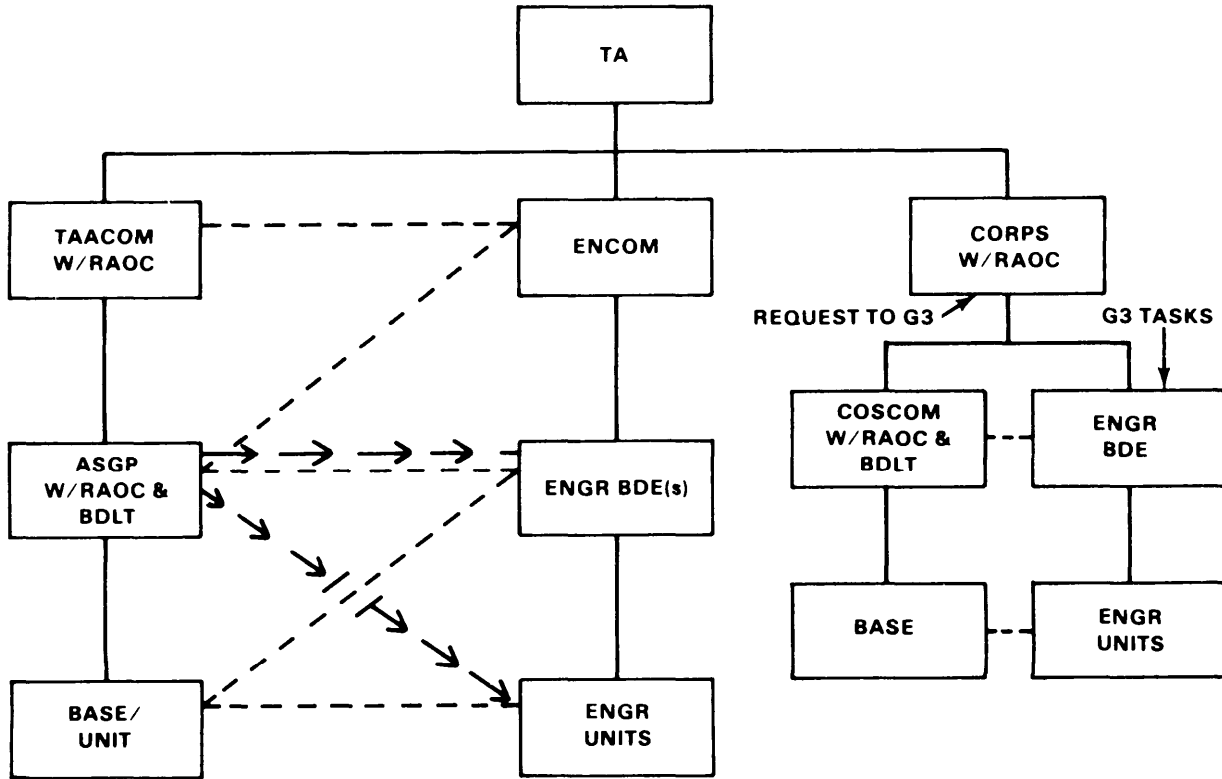 TA
TAACOM
W/RAOC
ENCOM
CORPS
W/RAOC
REQUEST TO G3
G3 TASKS
ASGP
W/RAOC &
BDLT
ENGR BDE(s)
COSCOM
W/RAOC &
BDLT
ENGR
BDE
BASE/
UNIT
ENGR
UNITS
BASE
ENGR
UNITS